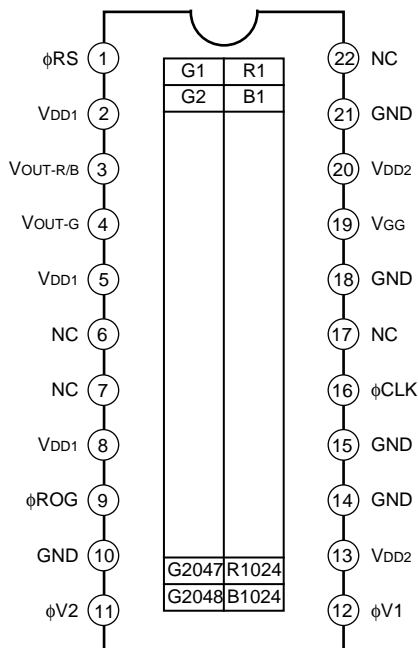 ϕRS 1 G1 R1 22 NC
VDD1 2 G2 B1 21 GND
VOUT-R/B 3 20 VDD2
VOUT-G 4 19 VGG
VDD1 5 18 GND
NC 6 17 NC
NC 7 16 ϕCLK
VDD1 8 15 GND
ϕROG 9 14 GND
GND 10 G2047 R1024 13 VDD2
ϕV2 11 G2048 B1024 12 ϕV1